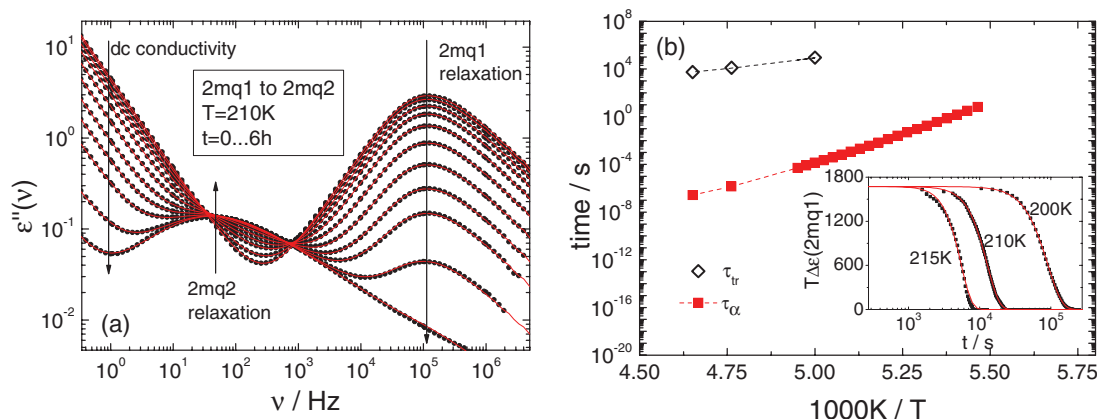 10¹
10⁰
10⁻¹
10⁻²
ε''(ν)
dc conductivity
2mq1 to 2mq2
T=210K
t=0...6h
2mq1
relaxation
2mq2
relaxation
(a)
10⁰ 10¹ 10² 10³ 10⁴ 10⁵ 10⁶
ν / Hz
(b)
10⁸
10⁴
10⁰
10⁻⁴
10⁻⁸
10⁻¹²
10⁻¹⁶
10⁻²⁰
time / s
τtr
τα
1800
1200
600
0
TΔε(2mq1)
200K
210K
215K
10³ 10⁴ 10⁵
t / s
4.50 4.75 5.00 5.25 5.50 5.75
1000K / T